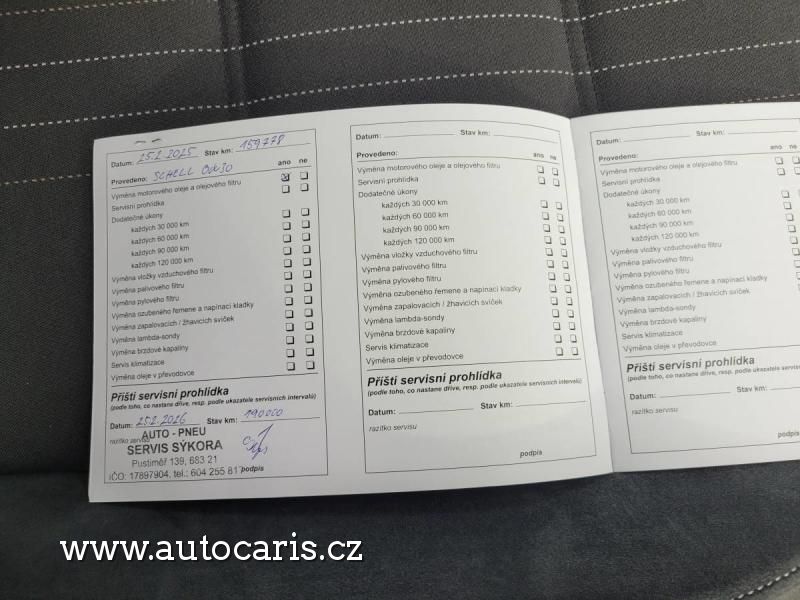 Datum: 25.2.2025 Stav km: 159778
Provedeno: SCHELL 0W30 ano ne
Výměna motorového oleje a olejového filtru
Servisní prohlídka
Dodatečné úkony
každých 30 000 km
každých 60 000 km
každých 90 000 km
každých 120 000 km
Výměna vložky vzduchového filtru
Výměna palivového filtru
Výměna pylového filtru
Výměna ozubeného řemene a napínací kladky
Výměna zapalovacích / žhavicích svíček
Výměna lambda-sondy
Výměna brzdové kapaliny
Servis klimatizace
Výměna oleje v převodovce
Příští servisní prohlídka
(podle toho, co nastane dříve, resp. podle ukazatele servisních intervalů)
Datum: 25.2.2026 Stav km: 190000
razítko servisu
AUTO - PNEU
SERVIS SÝKORA
Pustiměř 139, 683 21
IČO: 17897904, tel.: 604 255 81
podpis
Datum: Stav km:
Provedeno: ano ne
Výměna motorového oleje a olejového filtru
Servisní prohlídka
Dodatečné úkony
každých 30 000 km
každých 60 000 km
každých 90 000 km
každých 120 000 km
Výměna vložky vzduchového filtru
Výměna palivového filtru
Výměna pylového filtru
Výměna ozubeného řemene a napínací kladky
Výměna zapalovacích / žhavicích svíček
Výměna lambda-sondy
Výměna brzdové kapaliny
Servis klimatizace
Výměna oleje v převodovce
Příští servisní prohlídka
(podle toho, co nastane dříve, resp. podle ukazatele servisních intervalů)
Datum: Stav km:
razítko servisu
podpis
Datum: Stav km:
Provedeno: ano ne
Výměna motorového oleje a olejového filtru
Servisní prohlídka
Dodatečné úkony
každých 30 000 km
každých 60 000 km
každých 90 000 km
každých 120 000 km
Výměna vložky vzduchového filtru
Výměna palivového filtru
Výměna pylového filtru
Výměna ozubeného řemene a napínací kladky
Výměna zapalovacích / žhavicích svíček
Výměna lambda-sondy
Výměna brzdové kapaliny
Servis klimatizace
Výměna oleje v převodovce
Příští servisní prohlídka
(podle toho, co nastane dříve, resp. podle ukazatele servisních
Datum: Stav km:
razítko servisu
podpis
www.autocaris.cz